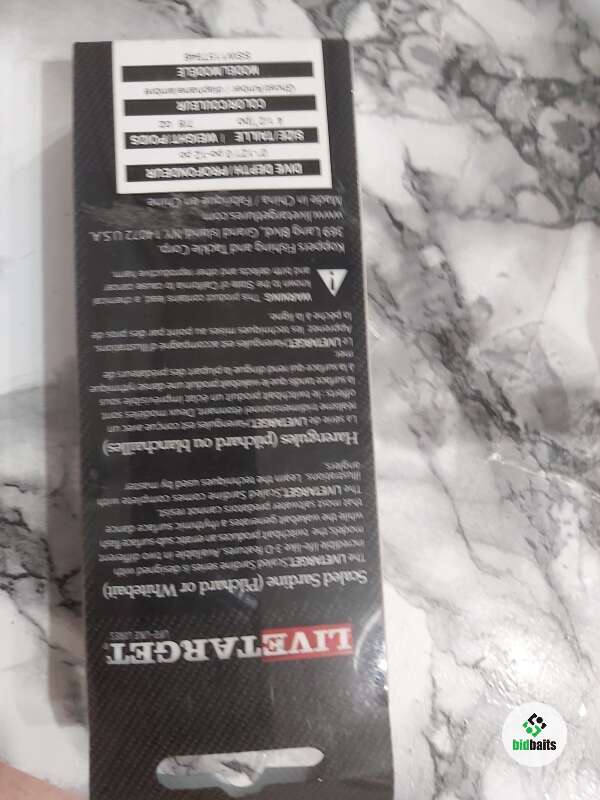 LIVETARGET
LIFE-LIKE LURES
Scaled Sardine (Pilchard or Whitebait)
The LIVETARGET Scaled Sardine series is designed with
incredible life-like 3-D features. Available in two different
models, the twitchbait produces an erratic sub-surface flash
while the wakebait generates a rhythmic surface dance
that most saltwater predators cannot resist.
The LIVETARGET Scaled Sardine comes complete with
illustrations. Learn the techniques used by master
anglers.
Harengules (pilchard ou blanchailles)
La série de LIVETARGET Harengules est conçue avec un
réalisme tridimensionnel étonnant. Deux modèles sont
offerts: le twitchbait produit un éclat imprévisible sous
la surface tandis que le wakebait produit une danse rythmique
à la surface qui rend dingue la plupart des prédateurs de
mer.
Le LIVETARGET Harengules est accompagné d'illustrations.
Apprenez les techniques mises au point par des pros de
la pêche à la ligne.
WARNING: This product contains lead, a chemical
known to the State of California to cause cancer
and birth defects and other reproductive harm.
Koppers Fishing and Tackle Corp.
369 Lang Blvd., Grand Island, NY, 14072 U.S.A.
www.livetargetlures.com
Made in China / Fabriqué en Chine
DIVE DEPTH/PROFONDEUR
SIZE/TAILLE | WEIGHT/POIDS
4 1/2" 7/8 oz
COLOR/COULEUR
Ghost/Amber /
MODEL/MODÈLE
bidbaits